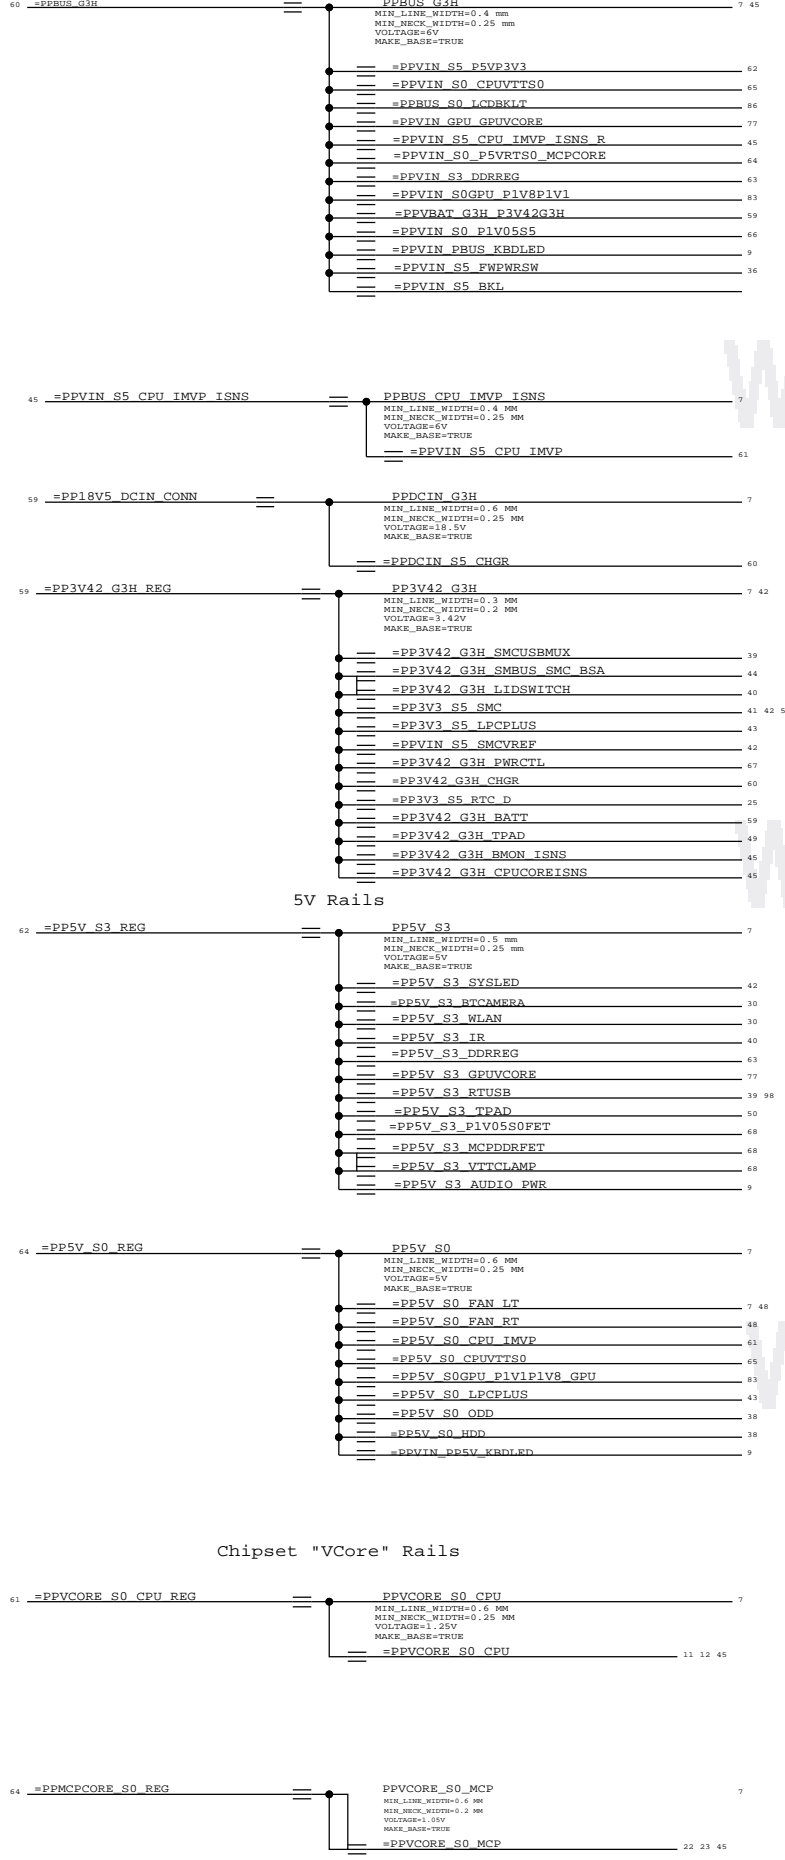 60 =PPBUS_G3H PPBUS_G3H 7 45
MIN_LINE_WIDTH=0.4 mm
MIN_NECK_WIDTH=0.25 mm
VOLTAGE=6V
MAKE_BASE=TRUE
=PPVIN_S5_P5VP3V3 62
=PPVIN_S0_CPUVTTS0 65
=PPBUS_S0_LCDBKLT 86
=PPVIN_GPU_GPUVCORE 77
=PPVIN_S5_CPU_IMVP_ISNS_R 45
=PPVIN_S0_P5VRTS0_MCPCORE 64
=PPVIN_S3_DDRREG 63
=PPVIN_S0GPU_P1V8P1V1 83
=PPVBAT_G3H_P3V42G3H 59
=PPVIN_S0_P1V05S5 66
=PPVIN_PBUS_KBDLED 9
=PPVIN_S5_FWPWRSW 36
=PPVIN_S5_BKL
45 =PPVIN_S5_CPU_IMVP_ISNS PPBUS_CPU_IMVP_ISNS 7
MIN_LINE_WIDTH=0.4 MM
MIN_NECK_WIDTH=0.25 MM
VOLTAGE=6V
MAKE_BASE=TRUE
=PPVIN_S5_CPU_IMVP 61
59 =PP18V5_DCIN_CONN PPDCIN_G3H 7
MIN_LINE_WIDTH=0.6 MM
MIN_NECK_WIDTH=0.25 MM
VOLTAGE=18.5V
MAKE_BASE=TRUE
=PPDCIN_S5_CHGR 60
59 =PP3V42_G3H_REG PP3V42_G3H 7 42
MIN_LINE_WIDTH=0.3 MM
MIN_NECK_WIDTH=0.2 MM
VOLTAGE=3.42V
MAKE_BASE=TRUE
=PP3V42_G3H_SMCUSBMUX 39
=PP3V42_G3H_SMBUS_SMC_BSA 44
=PP3V42_G3H_LIDSWITCH 40
=PP3V3_S5_SMC 41 42 5
=PP3V3_S5_LPCPLUS 43
=PPVIN_S5_SMCVREF 42
=PP3V42_G3H_PWRCTL 67
=PP3V42_G3H_CHGR 60
=PP3V3_S5_RTC_D 25
=PP3V42_G3H_BATT 59
=PP3V42_G3H_TPAD 49
=PP3V42_G3H_BMON_ISNS 45
=PP3V42_G3H_CPUCOREISNS 45
5V Rails
62 =PP5V_S3_REG PP5V_S3 7
MIN_LINE_WIDTH=0.5 mm
MIN_NECK_WIDTH=0.25 mm
VOLTAGE=5V
MAKE_BASE=TRUE
=PP5V_S3_SYSLED 42
=PP5V_S3_BTCAMERA 30
=PP5V_S3_WLAN 30
=PP5V_S3_IR 40
=PP5V_S3_DDRREG 63
=PP5V_S3_GPUVCORE 77
=PP5V_S3_RTUSB 39 98
=PP5V_S3_TPAD 50
=PP5V_S3_P1V05S0FET 68
=PP5V_S3_MCPDDRFET 68
=PP5V_S3_VTTCLAMP 68
=PP5V_S3_AUDIO_PWR 9
64 =PP5V_S0_REG PP5V_S0 7
MIN_LINE_WIDTH=0.6 MM
MIN_NECK_WIDTH=0.25 MM
VOLTAGE=5V
MAKE_BASE=TRUE
=PP5V_S0_FAN_LT 7 48
=PP5V_S0_FAN_RT 48
=PP5V_S0_CPU_IMVP 61
=PP5V_S0_CPUVTTS0 65
=PP5V_S0GPU_P1V1P1V8_GPU 83
=PP5V_S0_LPCPLUS 43
=PP5V_S0_ODD 38
=PP5V_S0_HDD 38
=PPVIN_PP5V_KBDLED 9
Chipset "VCore" Rails
61 =PPVCORE_S0_CPU_REG PPVCORE_S0_CPU 7
MIN_LINE_WIDTH=0.6 MM
MIN_NECK_WIDTH=0.25 MM
VOLTAGE=1.25V
MAKE_BASE=TRUE
=PPVCORE_S0_CPU 11 12 45
64 =PPMCPCORE_S0_REG PPVCORE_S0_MCP 7
MIN_LINE_WIDTH=0.6 MM
MIN_NECK_WIDTH=0.2 MM
VOLTAGE=1.05V
MAKE_BASE=TRUE
=PPVCORE_S0_MCP 22 23 45